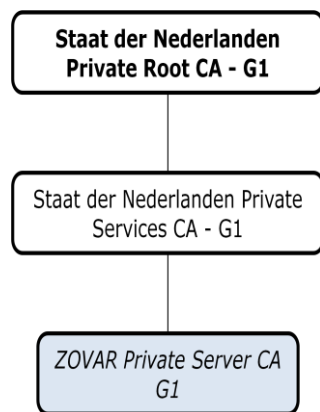 Staat der Nederlanden
Private Root CA - G1
Staat der Nederlanden Private
Services CA - G1
ZOVAR Private Server CA
G1